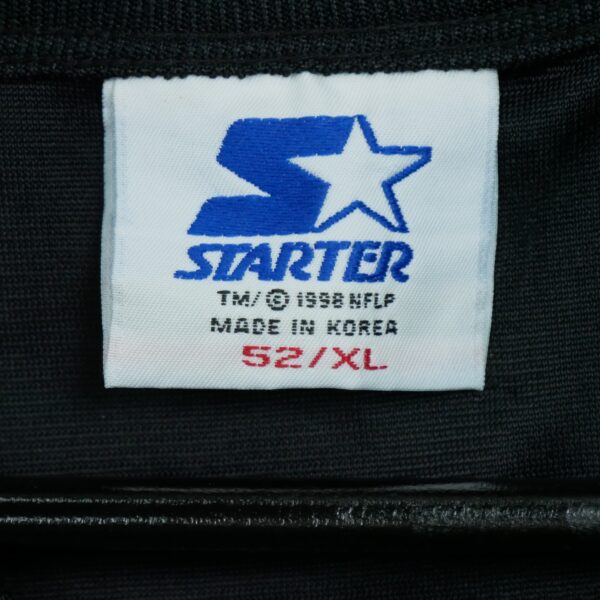 STARTER
TM/© 1998 NFLP
MADE IN KOREA
52/XL